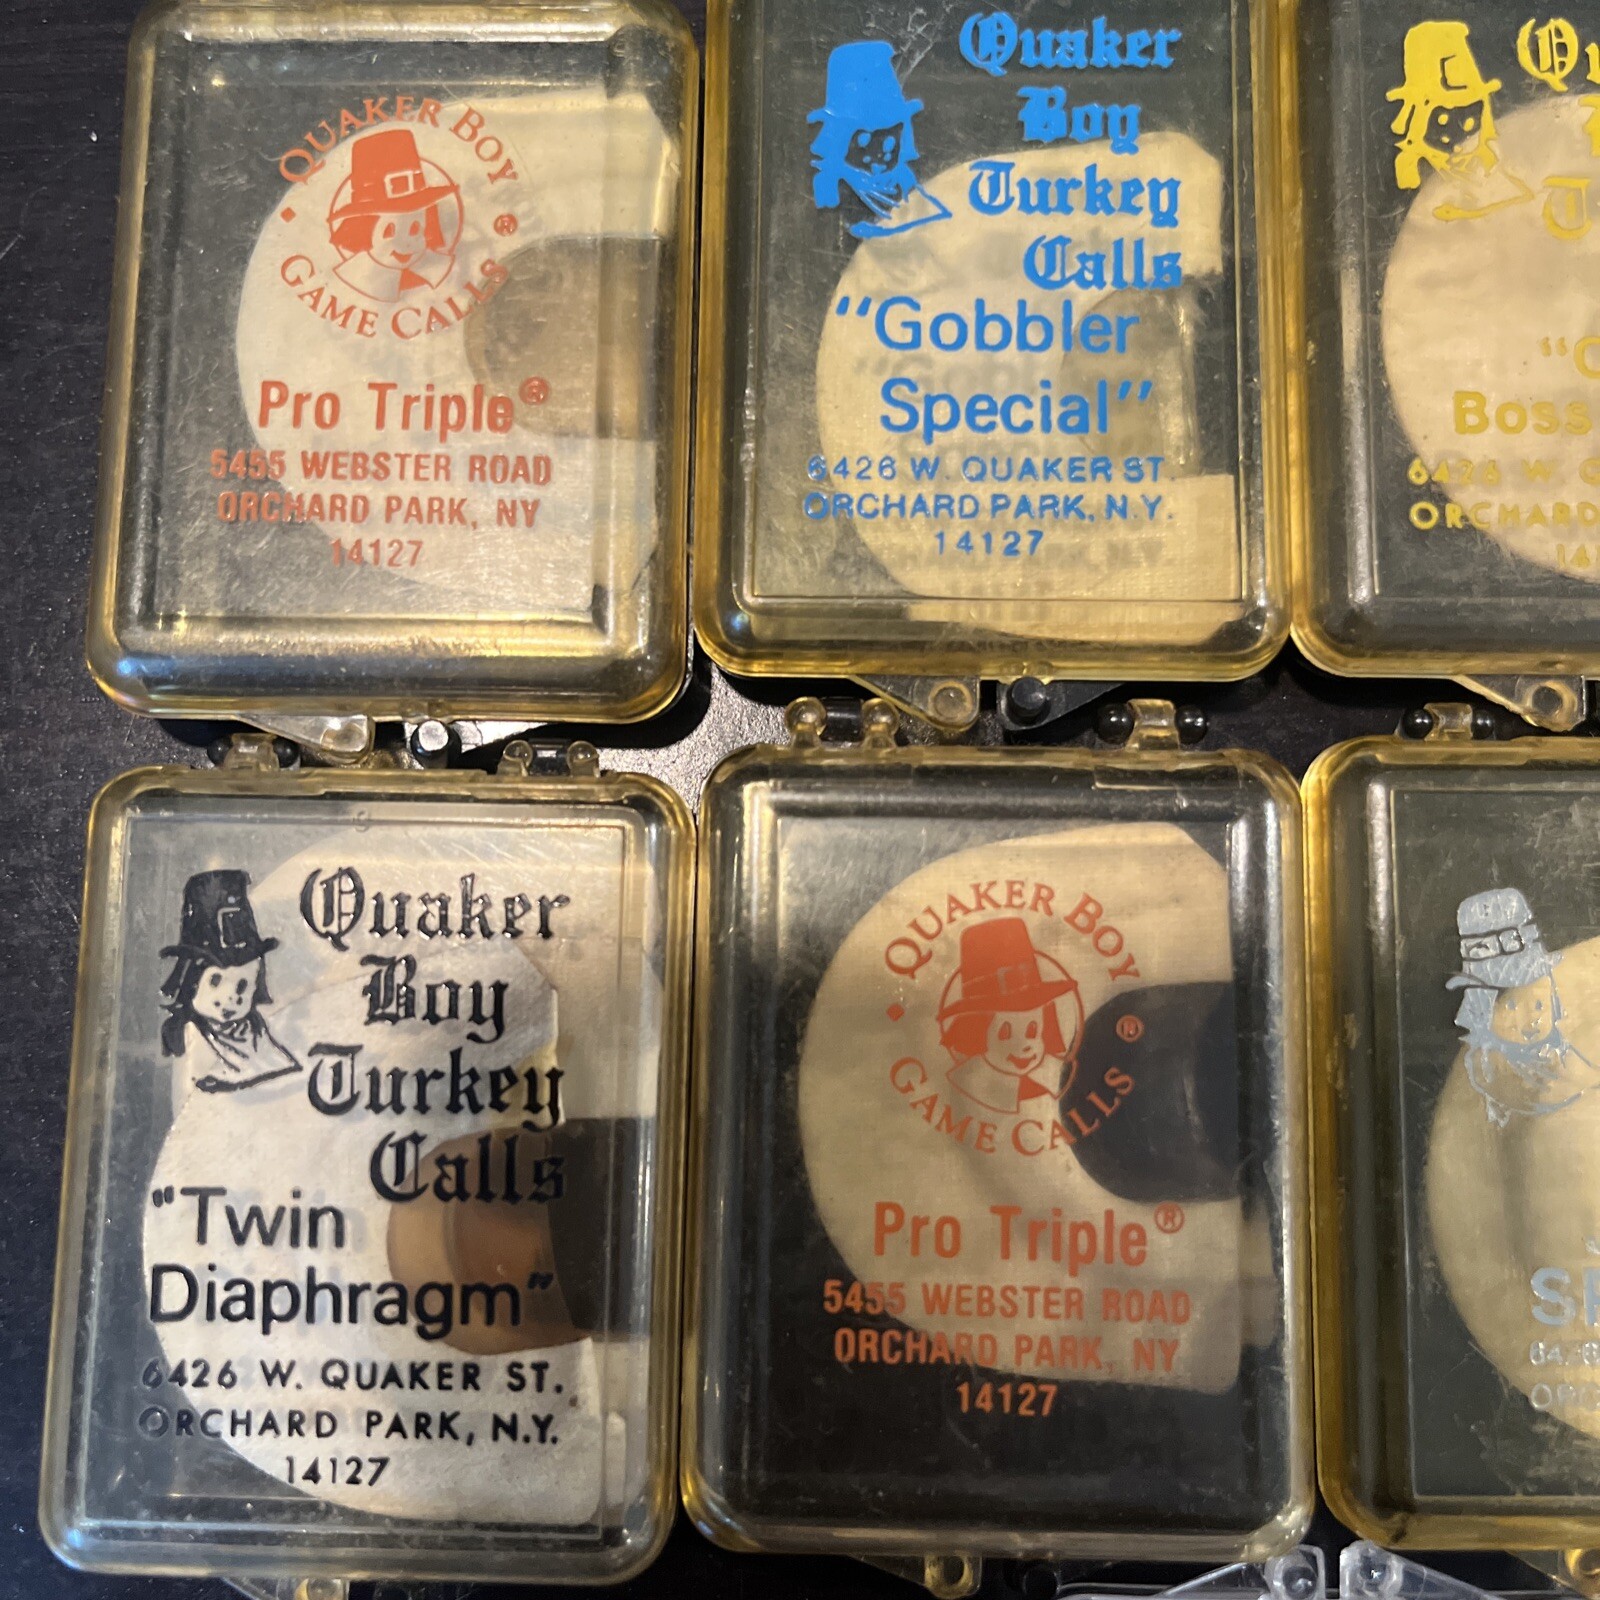 QUAKER BOY
GAME CALLS
®
Pro Triple®
5455 WEBSTER ROAD
ORCHARD PARK, NY
14127
Quaker
Boy
Turkey
Calls
"Gobbler
Special"
6426 W. QUAKER ST.
ORCHARD PARK, N.Y.
14127
Boss
6426 W.
ORCHARD
Quaker
Boy
Turkey
Calls
"Twin
Diaphragm"
6426 W. QUAKER ST.
ORCHARD PARK, N.Y.
14127
QUAKER BOY
GAME CALLS
®
Pro Triple®
5455 WEBSTER ROAD
ORCHARD PARK, NY
14127